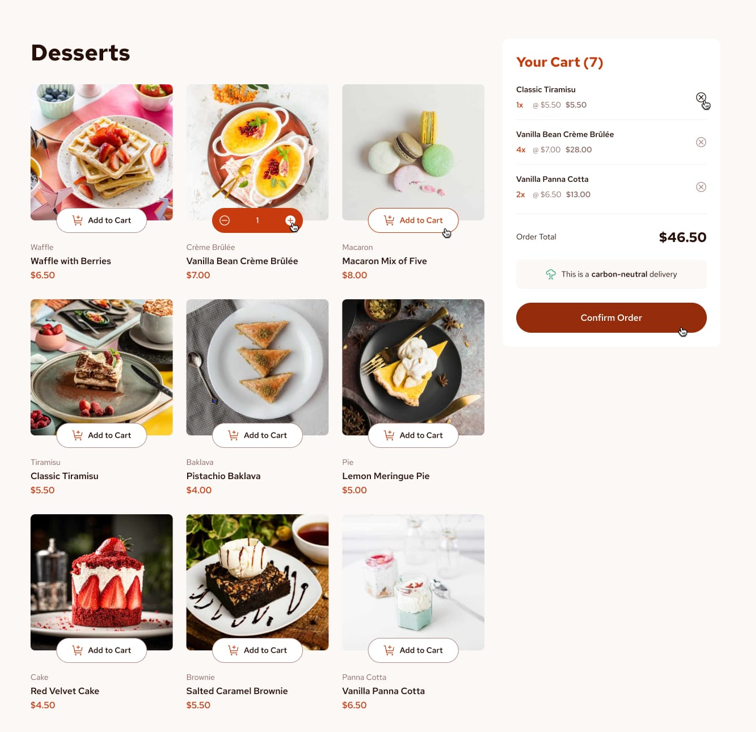 Desserts
Add to Cart
1
Add to Cart
Waffle
Waffle with Berries
$6.50
Crème Brûlée
Vanilla Bean Crème Brûlée
$7.00
Macaron
Macaron Mix of Five
$8.00
Add to Cart
Add to Cart
Add to Cart
Tiramisu
Classic Tiramisu
$5.50
Baklava
Pistachio Baklava
$4.00
Pie
Lemon Meringue Pie
$5.00
Add to Cart
Add to Cart
Add to Cart
Cake
Red Velvet Cake
$4.50
Brownie
Salted Caramel Brownie
$5.50
Panna Cotta
Vanilla Panna Cotta
$6.50
Your Cart (7)
Classic Tiramisu
1x @ $5.50 $5.50
Vanilla Bean Crème Brûlée
4x @ $7.00 $28.00
Vanilla Panna Cotta
2x @ $6.50 $13.00
Order Total $46.50
This is a carbon-neutral delivery
Confirm Order